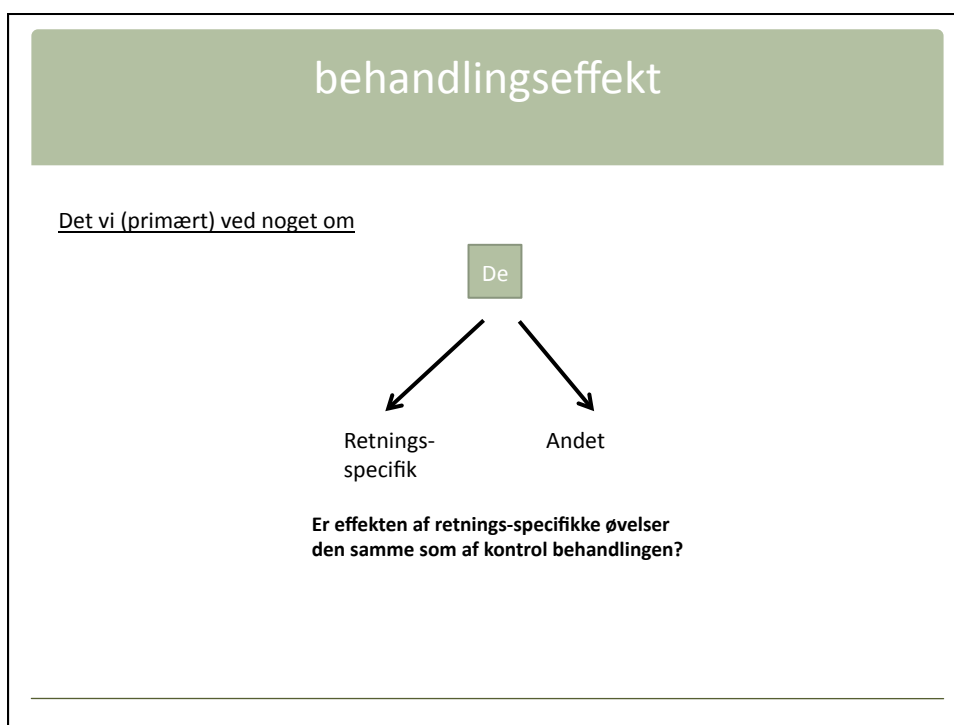 behandlingseffekt
Det vi (primært) ved noget om
De
Retnings-
specifik
Andet
Er effekten af retnings-specifikke øvelser
den samme som af kontrol behandlingen?